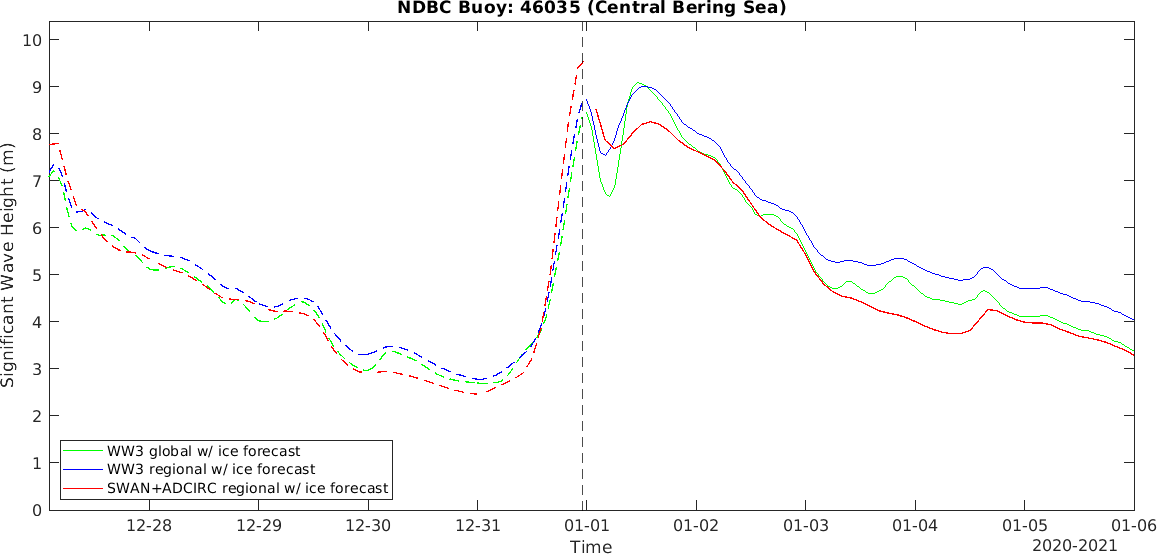 NDBC Buoy: 46035 (Central Bering Sea)
Significant Wave Height (m)
10
9
8
7
6
5
4
3
2
1
0
WW3 global w/ ice forecast
WW3 regional w/ ice forecast
SWAN+ADCIRC regional w/ ice forecast
12-28 12-29 12-30 12-31 01-01 01-02 01-03 01-04 01-05 01-06
Time
2020-2021